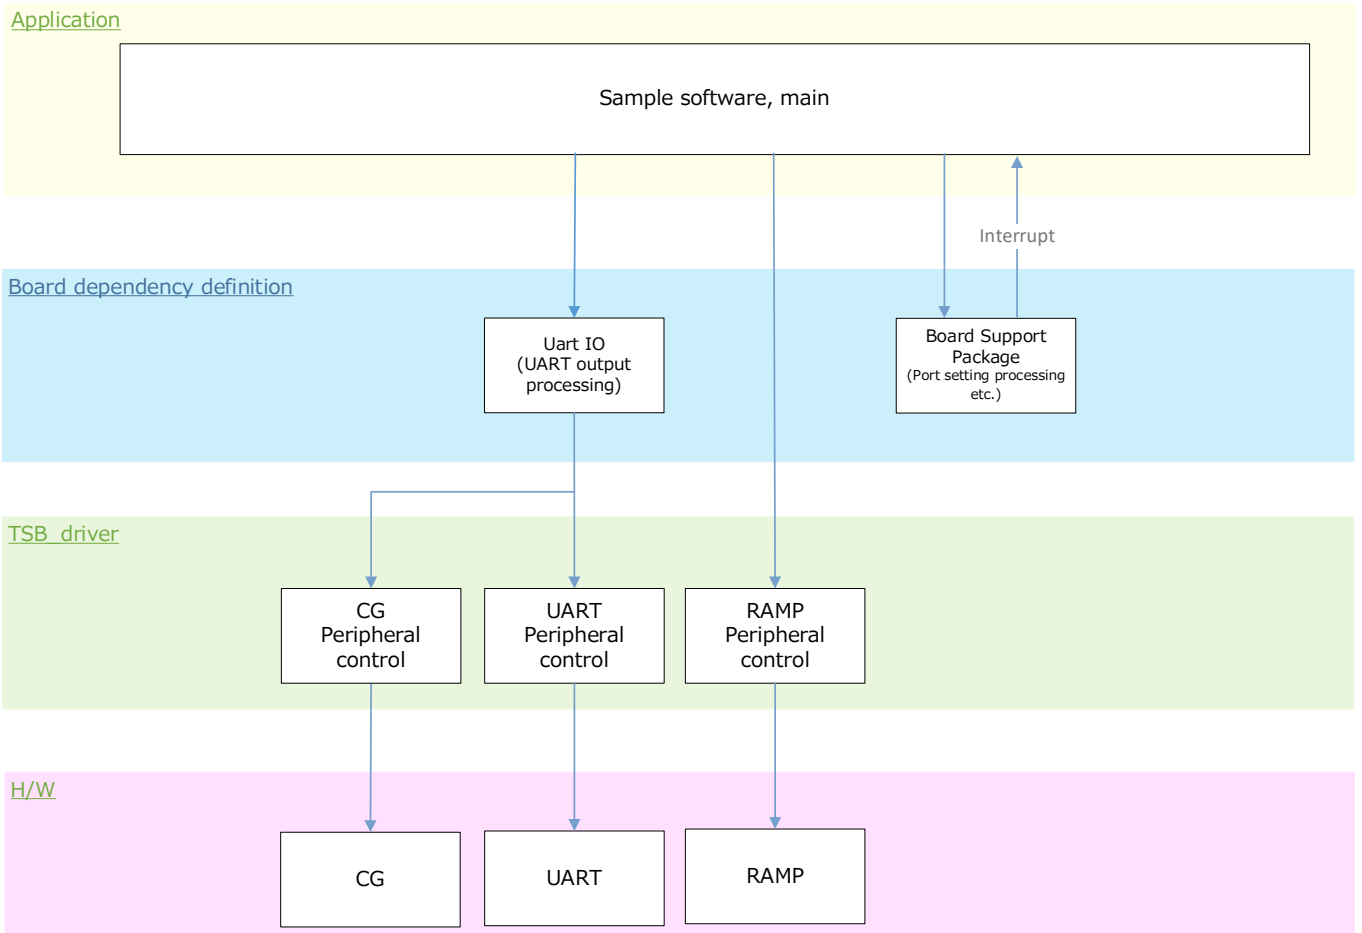 Application
Sample software, main
Interrupt
Board dependency definition
Uart IO
(UART output
processing)
Board Support
Package
(Port setting processing
etc.)
TSB_driver
CG
Peripheral
control
UART
Peripheral
control
RAMP
Peripheral
control
H/W
CG
UART
RAMP